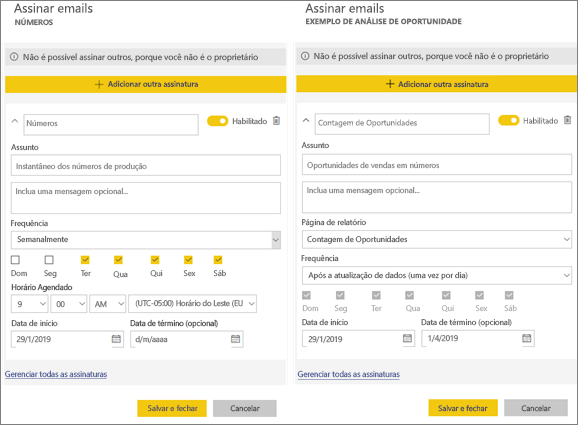 Assinar emails
NÚMEROS
Não é possível assinar outros, porque você não é o proprietário
+ Adicionar outra assinatura
Números
Habilitado
Assunto
Instantâneo dos números de produção
Inclua uma mensagem opcional...
Frequência
Semanalmente
Dom Seg Ter Qua Qui Sex Sáb
Horário Agendado
9 00 AM (UTC-05:00) Horário do Leste (EU
Data de início Data de término (opcional)
29/1/2019 d/m/aaaa
Gerenciar todas as assinaturas
Salvar e fechar Cancelar
Assinar emails
EXEMPLO DE ANÁLISE DE OPORTUNIDADE
Não é possível assinar outros, porque você não é o proprietário
+ Adicionar outra assinatura
Contagem de Oportunidades
Habilitado
Assunto
Oportunidades de vendas em números
Inclua uma mensagem opcional...
Página de relatório
Contagem de Oportunidades
Frequência
Após a atualização de dados (uma vez por dia)
Dom Seg Ter Qua Qui Sex Sáb
Data de início Data de término (opcional)
29/1/2019 1/4/2019
Gerenciar todas as assinaturas
Salvar e fechar Cancelar